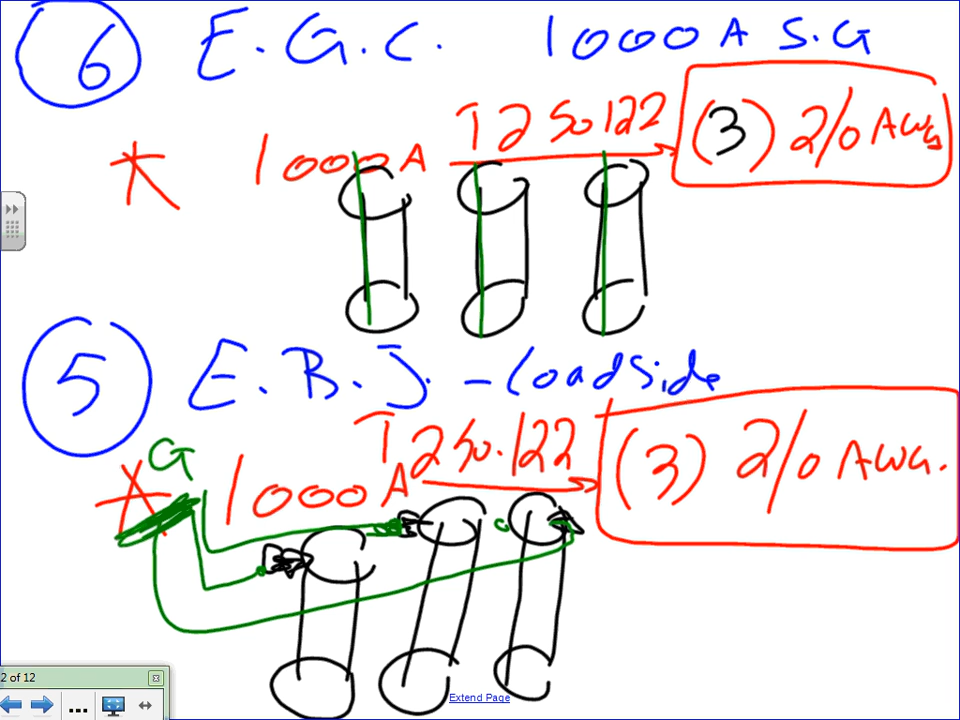 6 E.G.C. 1000A S.G
* 1000A T250.122 (3) 2/0 AWG
5 E.B.J. - Loadside
* 1000A T250.122 (3) 2/0 AWG.
G
2 of 12
...
Extend Page